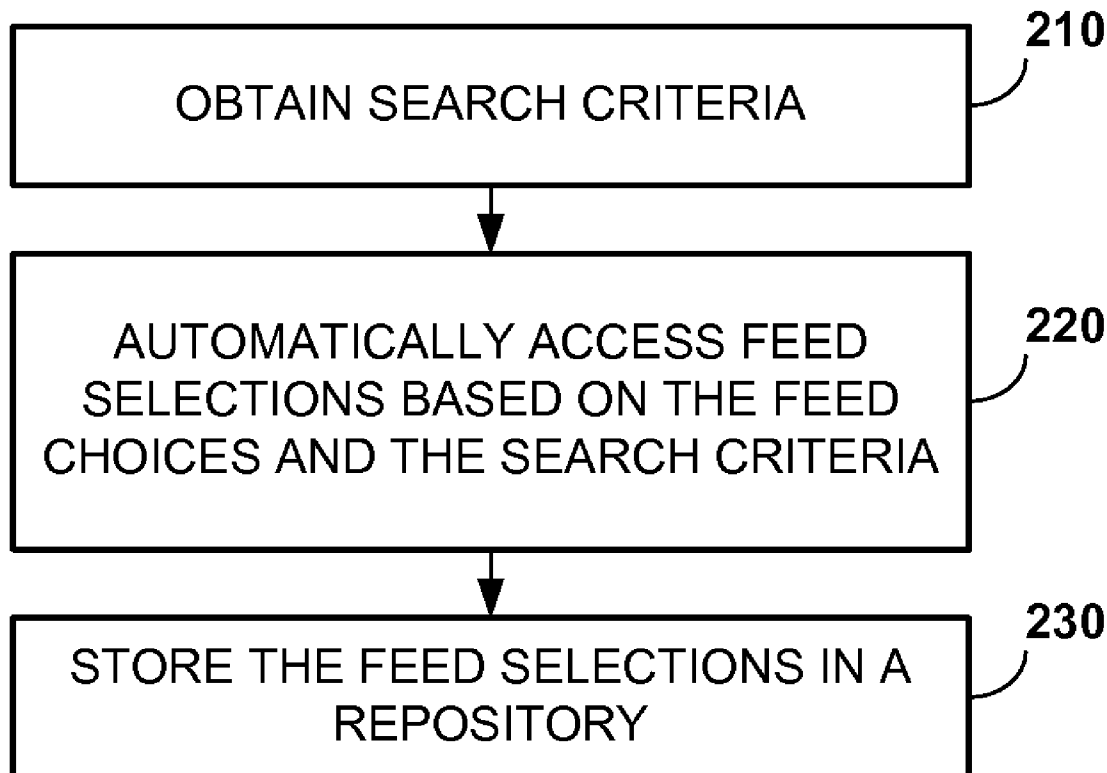 210
OBTAIN SEARCH CRITERIA
220
AUTOMATICALLY ACCESS FEED
SELECTIONS BASED ON THE FEED
CHOICES AND THE SEARCH CRITERIA
230
STORE THE FEED SELECTIONS IN A
REPOSITORY